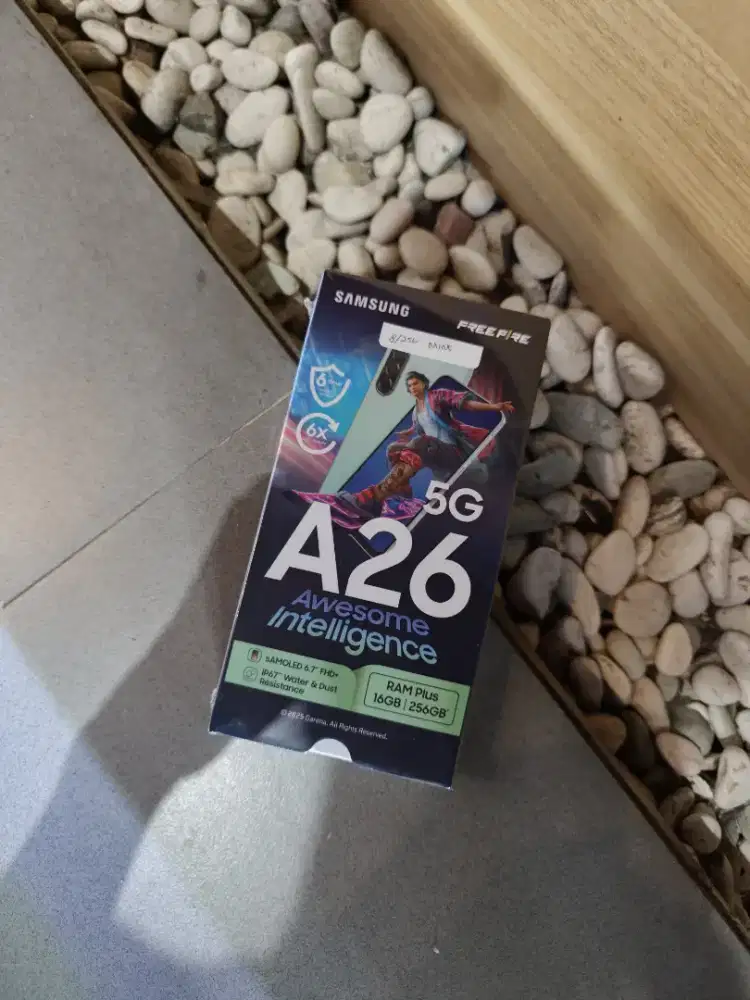 SAMSUNG
FREE FIRE
8/256
6
6X
5G
A26
Awesome
Intelligence
sAMOLED 6.7" FHD+
IP67 Water & Dust
Resistance
RAM Plus
16GB | 256GB
© 2025 Garena. All Rights Reserved.